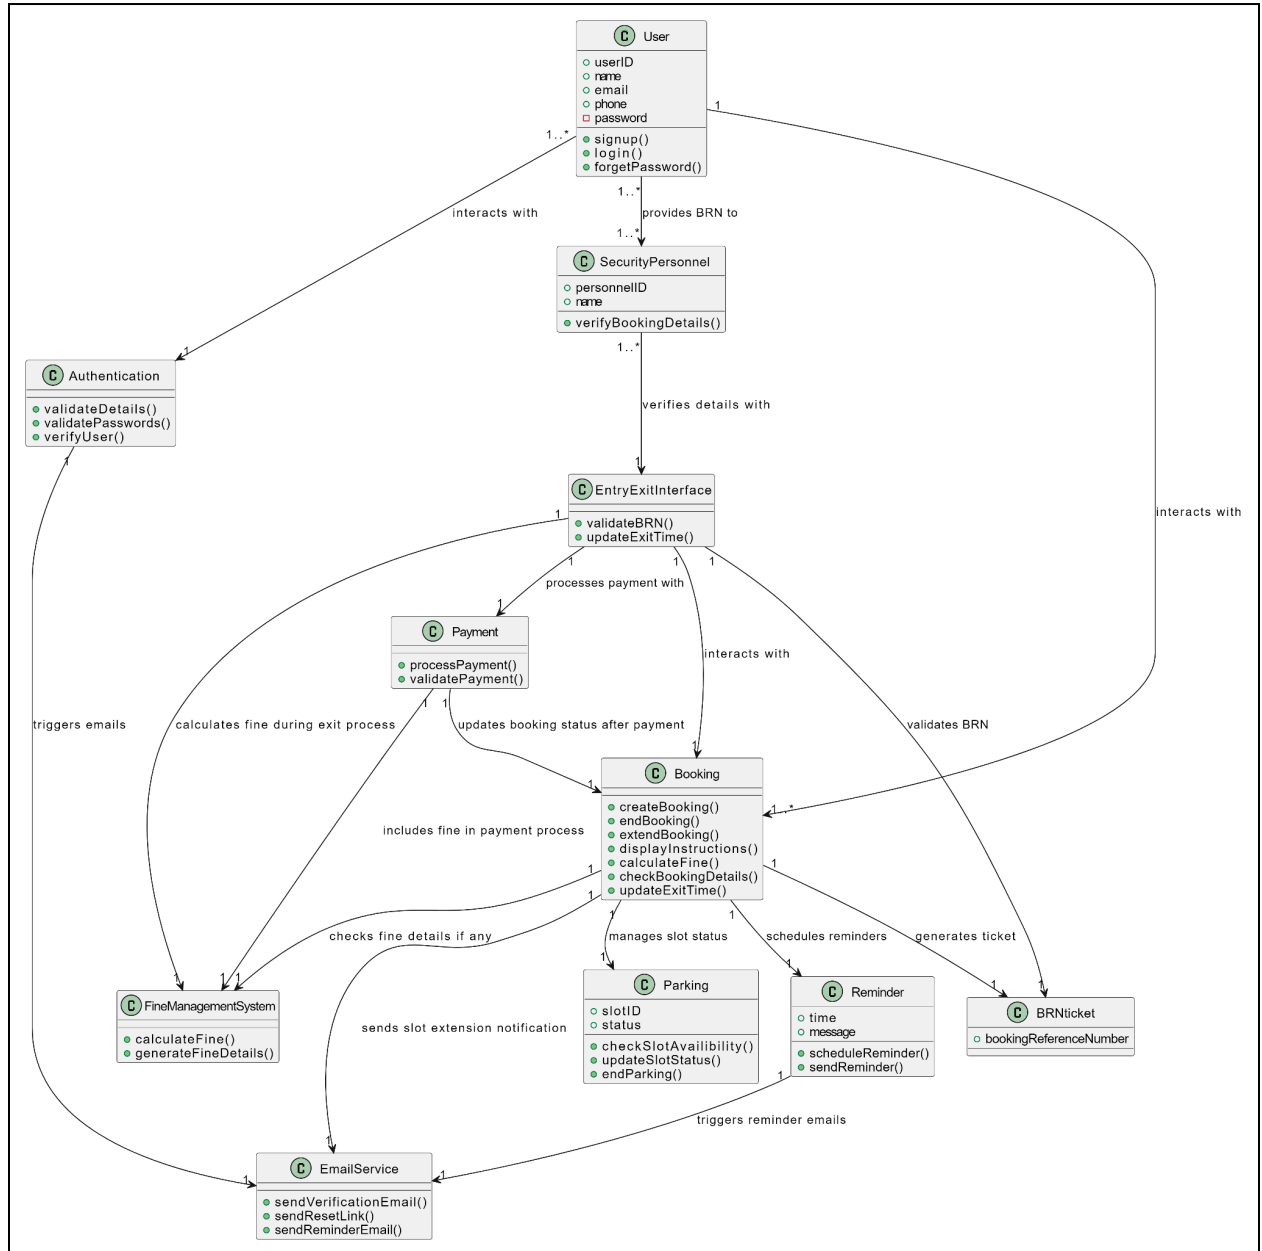 C User
userID
name
email
phone
password
signup()
login()
forgetPassword()
1
1..*
1..*
interacts with
provides BRN to
1..*
C SecurityPersonnel
personnelID
name
verifyBookingDetails()
1..*
1
C Authentication
validateDetails()
validatePasswords()
verifyUser()
1
verifies details with
1
C EntryExitInterface
validateBRN()
updateExitTime()
1
interacts with
1
1
1
processes payment with
1
C Payment
processPayment()
validatePayment()
interacts with
1
1
triggers emails
calculates fine during exit process
updates booking status after payment
validates BRN
1
C Booking
createBooking()
endBooking()
extendBooking()
displayInstructions()
calculateFine()
checkBookingDetails()
updateExitTime()
1
1..*
includes fine in payment process
1
1
1
1
1
checks fine details if any
manages slot status
schedules reminders
generates ticket
1
1
1
1
1
1
1
C FineManagementSystem
calculateFine()
generateFineDetails()
C Parking
slotID
status
checkSlotAvailibility()
updateSlotStatus()
endParking()
C Reminder
time
message
scheduleReminder()
sendReminder()
C BRNticket
bookingReferenceNumber
sends slot extension notification
1
triggers reminder emails
1
1
1
C EmailService
sendVerificationEmail()
sendResetLink()
sendReminderEmail()